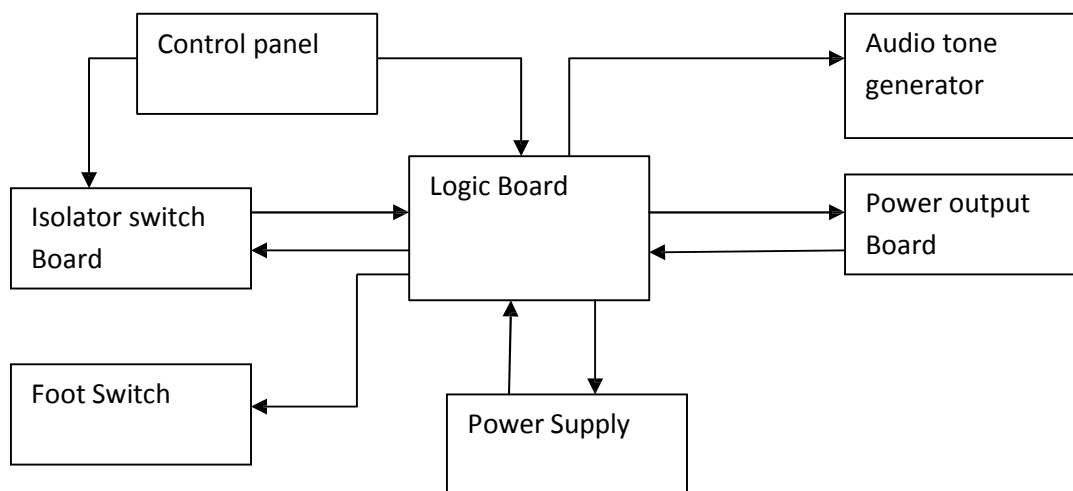 Control panel
Audio tone
generator
Logic Board
Isolator switch
Board
Power output
Board
Foot Switch
Power Supply